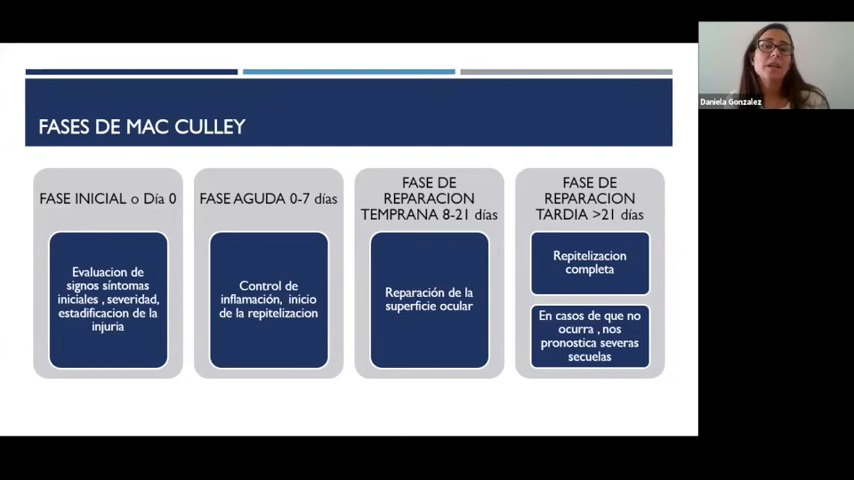 Daniela Gonzalez
FASES DE MAC CULLEY
FASE INICIAL o Día 0
Evaluacion de
signos síntomas
iniciales , severidad,
estadificacion de la
injuria
FASE AGUDA 0-7 días
Control de
inflamación, inicio
de la repitelizacion
FASE DE
REPARACION
TEMPRANA 8-21 días
Reparación de la
superficie ocular
FASE DE
REPARACION
TARDIA >21 días
Repitelizacion
completa
En casos de que no
ocurra , nos
pronostica severas
secuelas